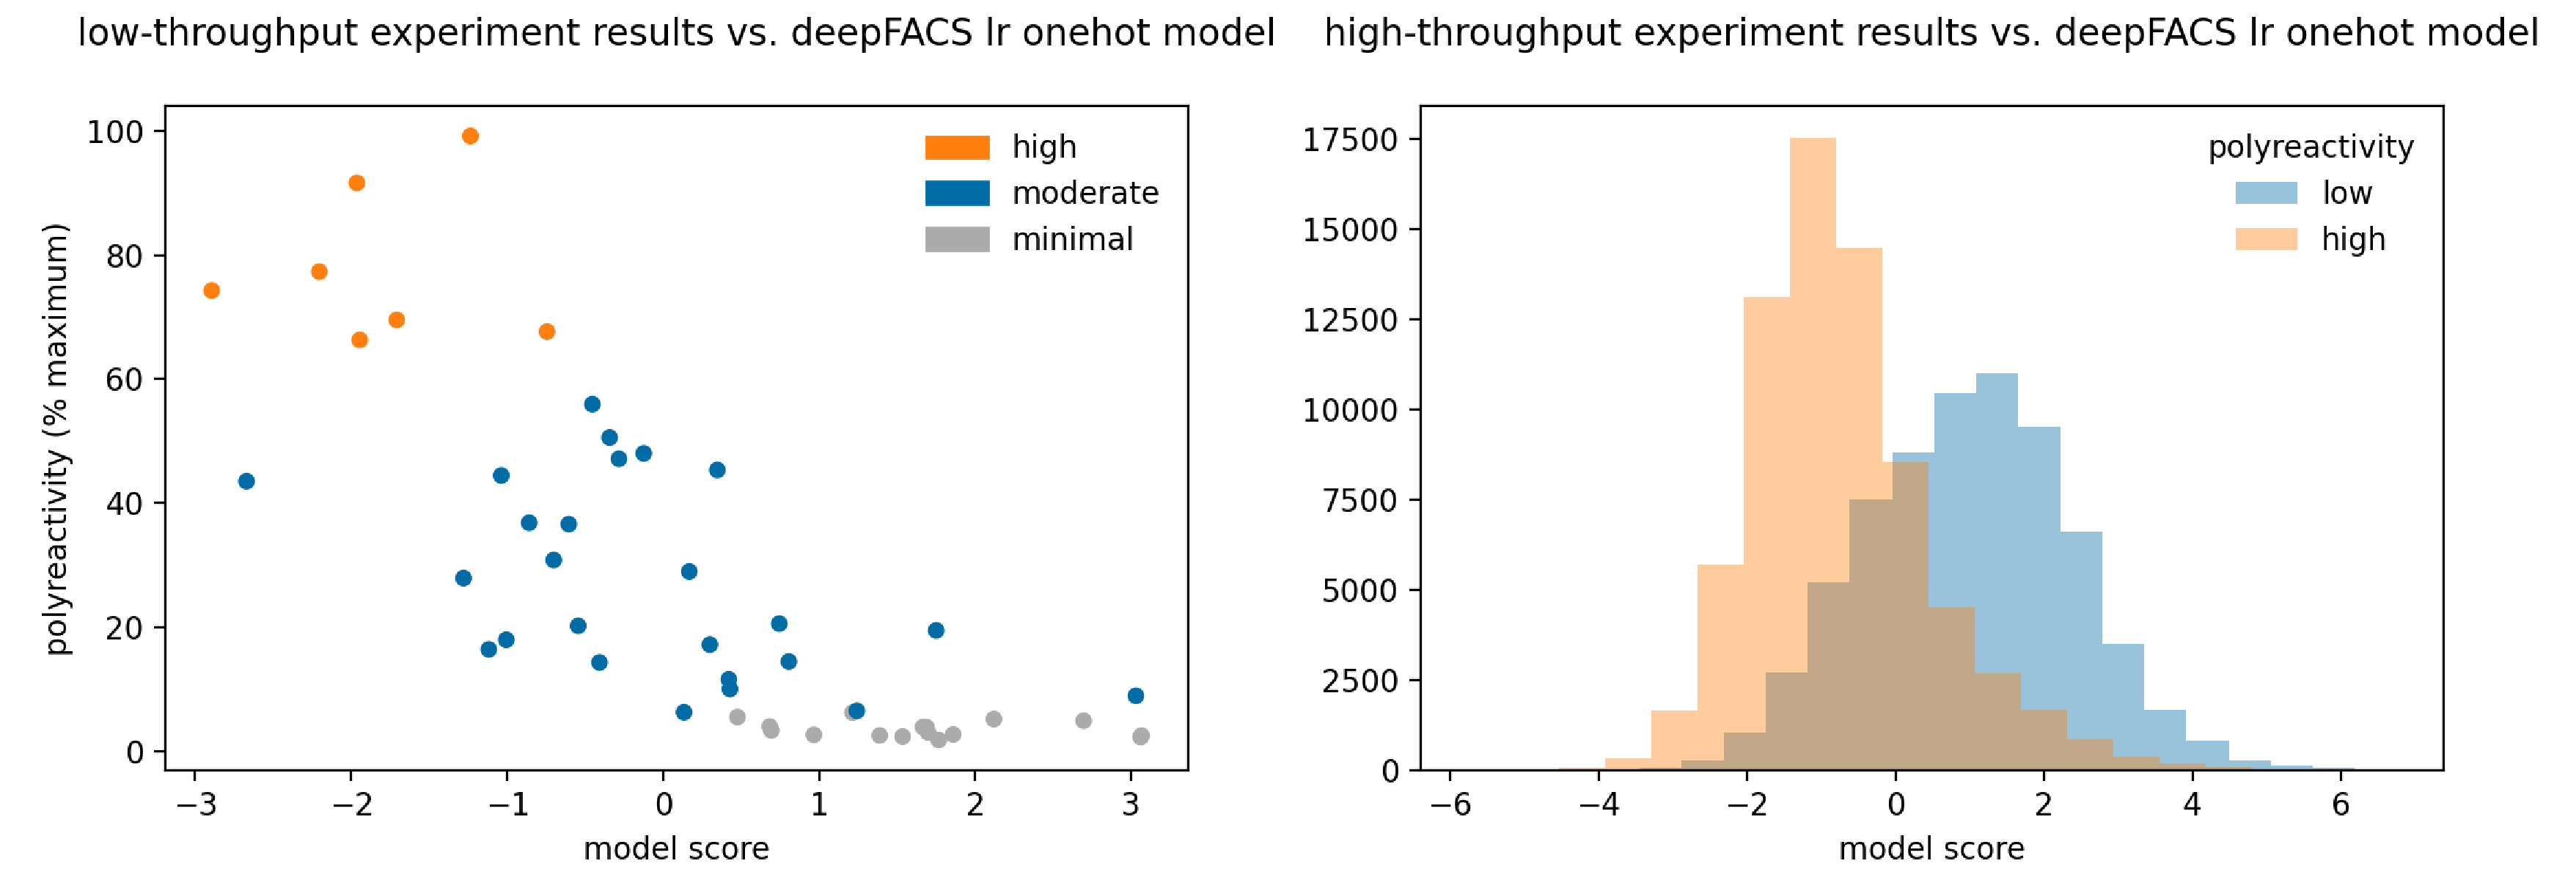 low-throughput experiment results vs. deepFACS lr onehot model
high
moderate
minimal
100
80
60
40
20
0
polyreactivity (% maximum)
−3
−2
−1
0
1
2
3
model score
high-throughput experiment results vs. deepFACS lr onehot model
polyreactivity
low
high
17500
15000
12500
10000
7500
5000
2500
0
−6
−4
−2
0
2
4
6
model score